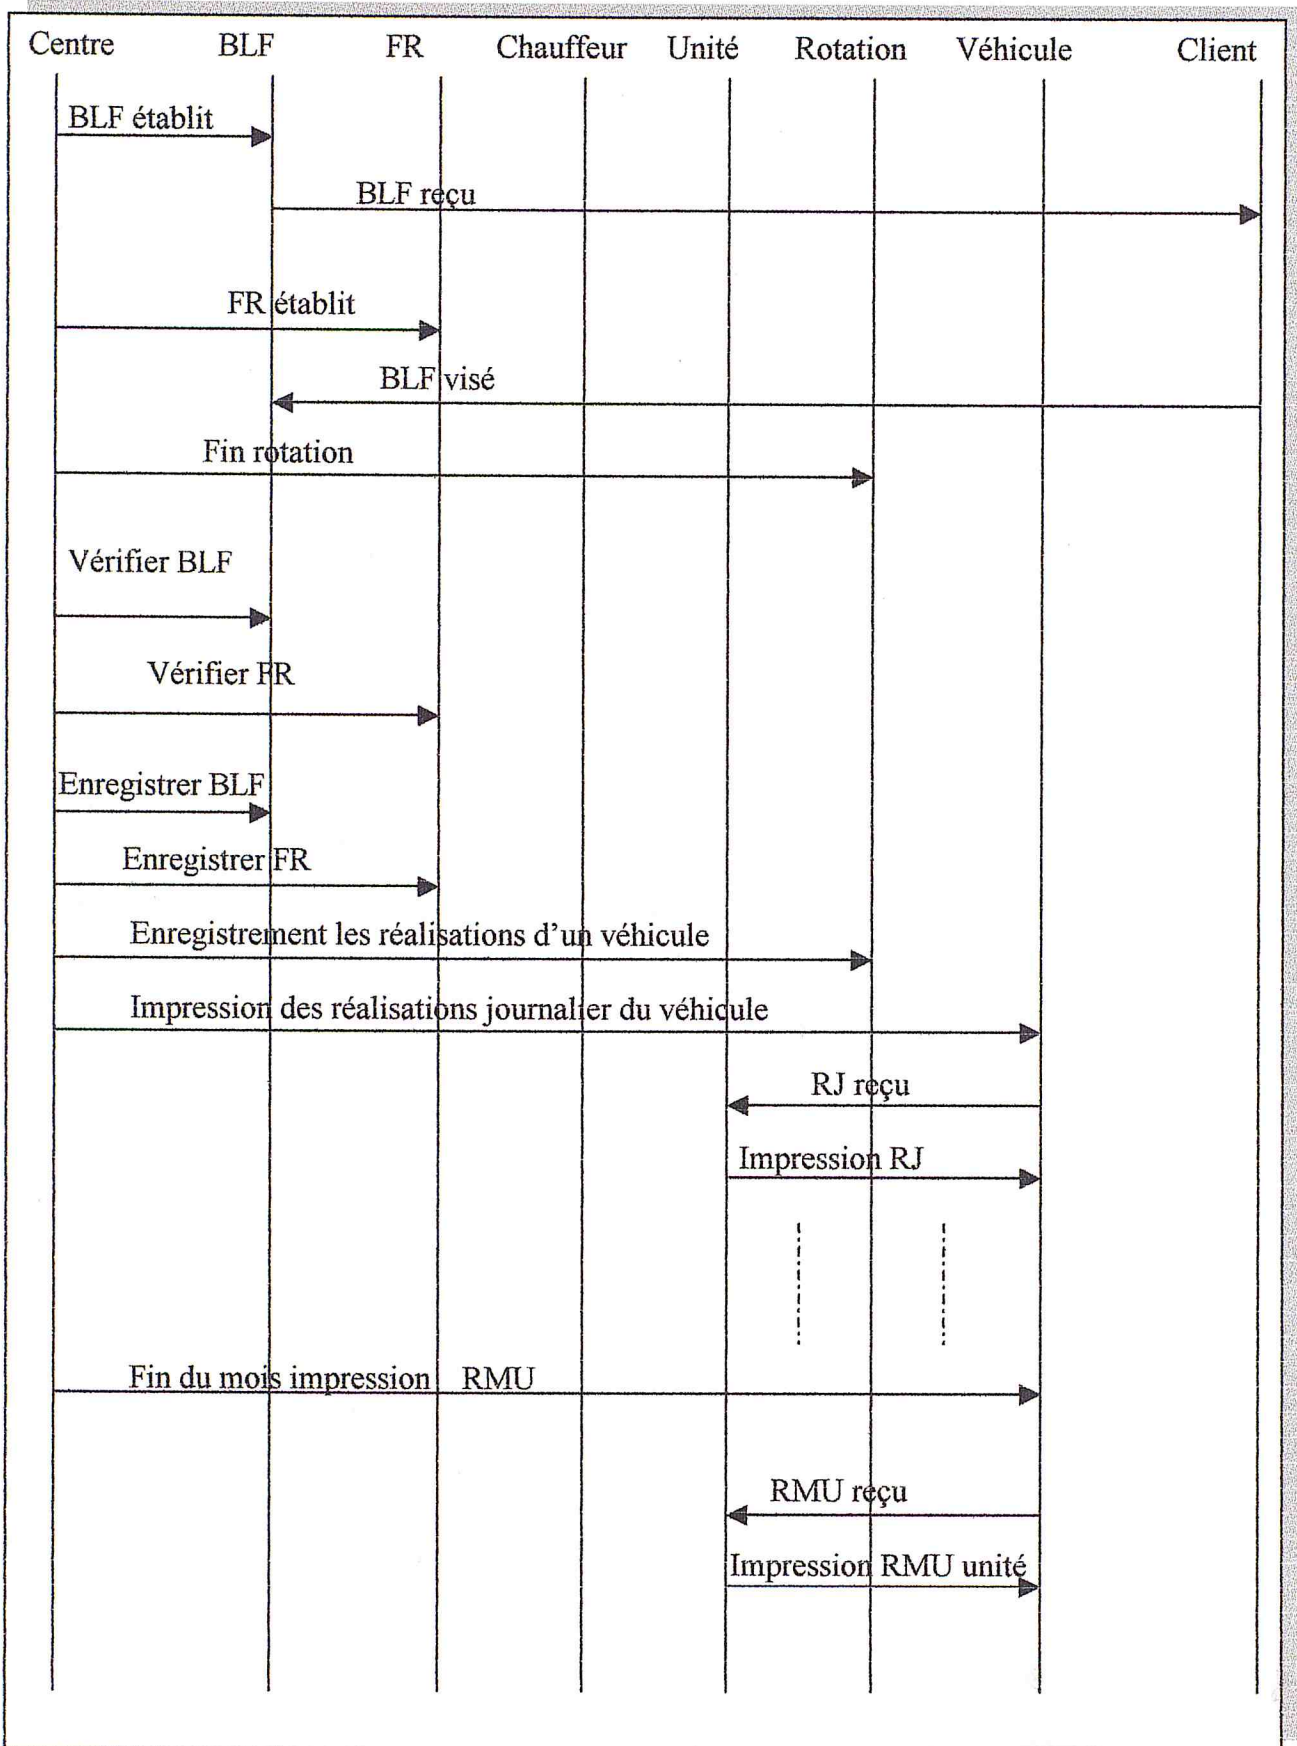 Centre BLF FR Chauffeur Unité Rotation Véhicule Client
BLF établit
BLF reçu
FR établit
BLF visé
Fin rotation
Vérifier BLF
Vérifier FR
Enregistrer BLF
Enregistrer FR
Enregistrement les réalisations d'un véhicule
Impression des réalisations journalier du véhicule
RJ reçu
Impression RJ
Fin du mois impression RMU
RMU reçu
Impression RMU unité